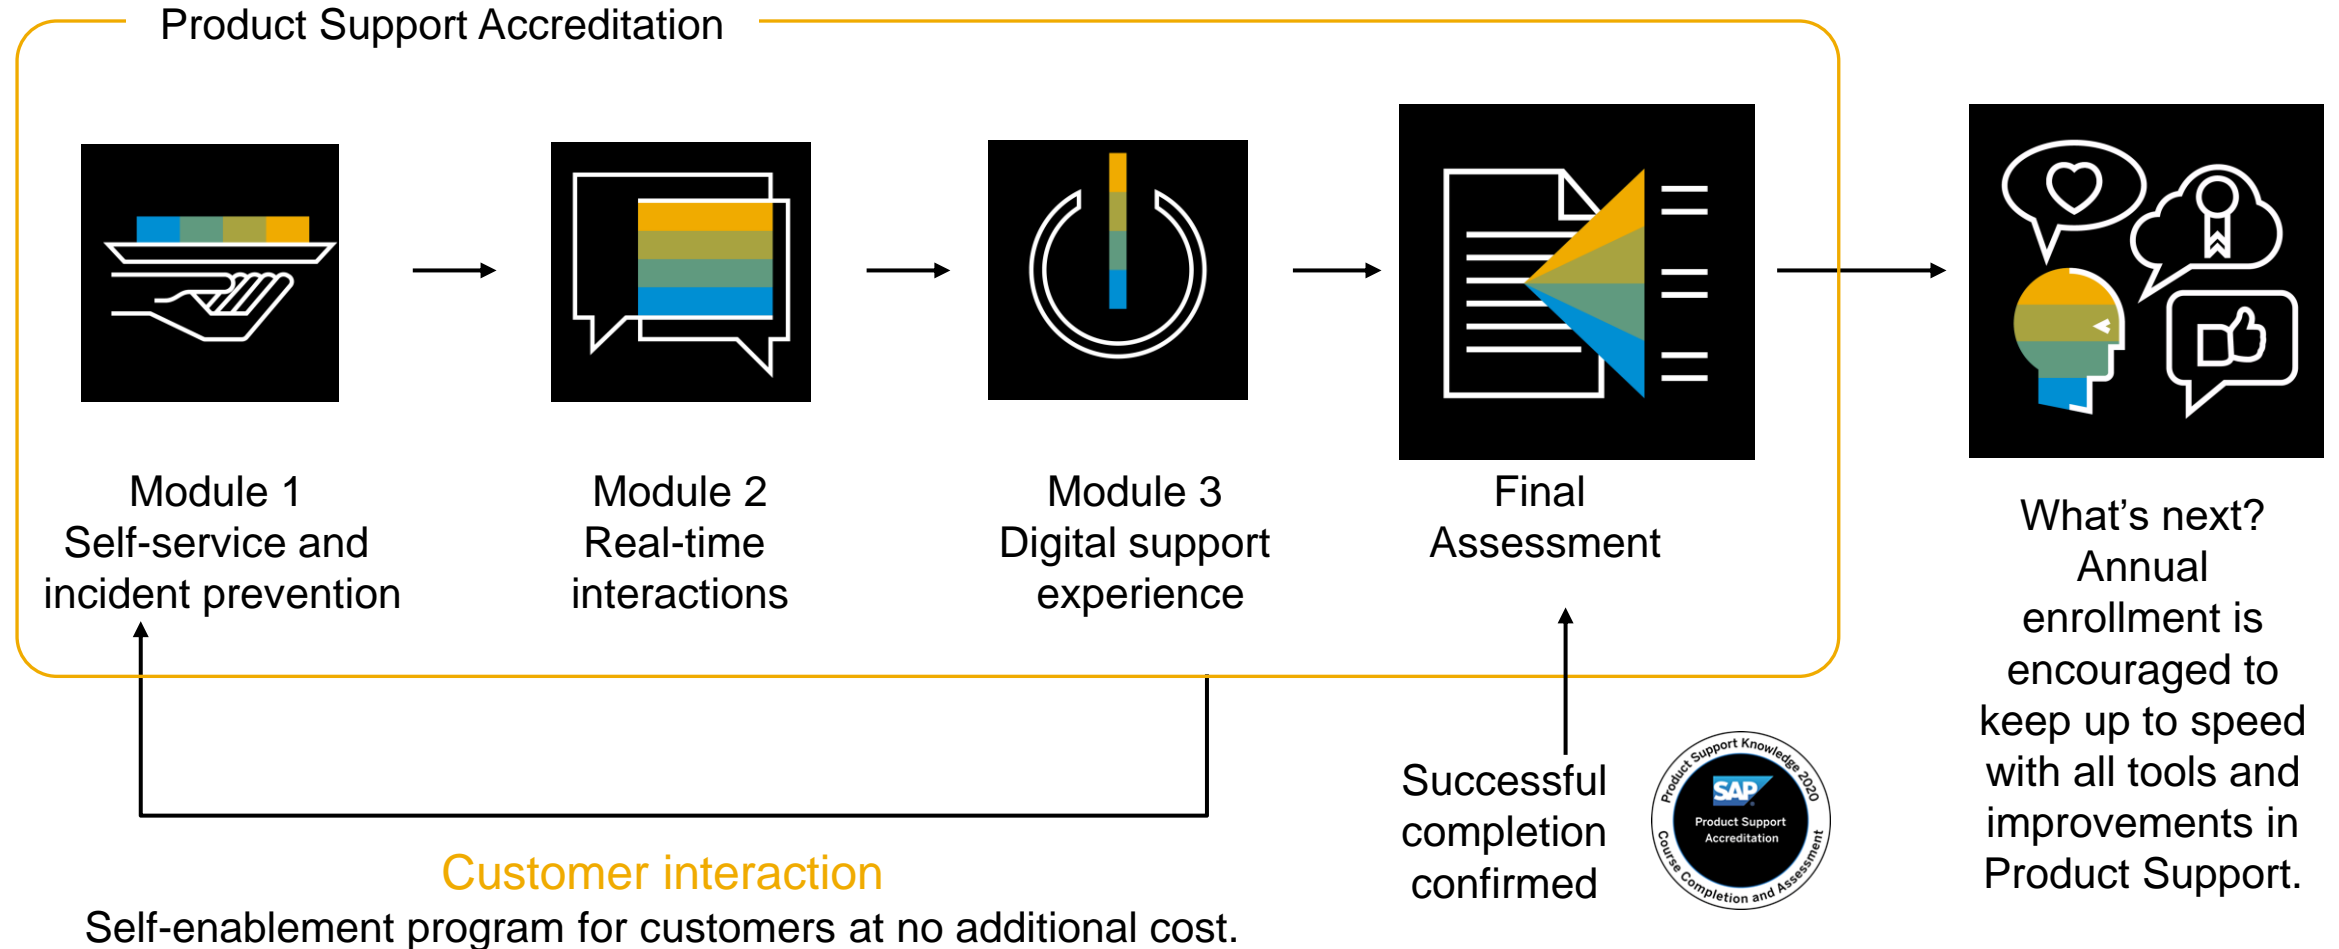 Product Support Accreditation
Module 1
Self-service and
incident prevention
Module 2
Real-time
interactions
Module 3
Digital support
experience
Final
Assessment
What's next?
Annual
enrollment is
encouraged to
keep up to speed
with all tools and
improvements in
Product Support.
Successful
completion
confirmed
Product Support Knowledge 2020
SAP
Product Support
Accreditation
Course Completion and Assessment
Customer interaction
Self-enablement program for customers at no additional cost.